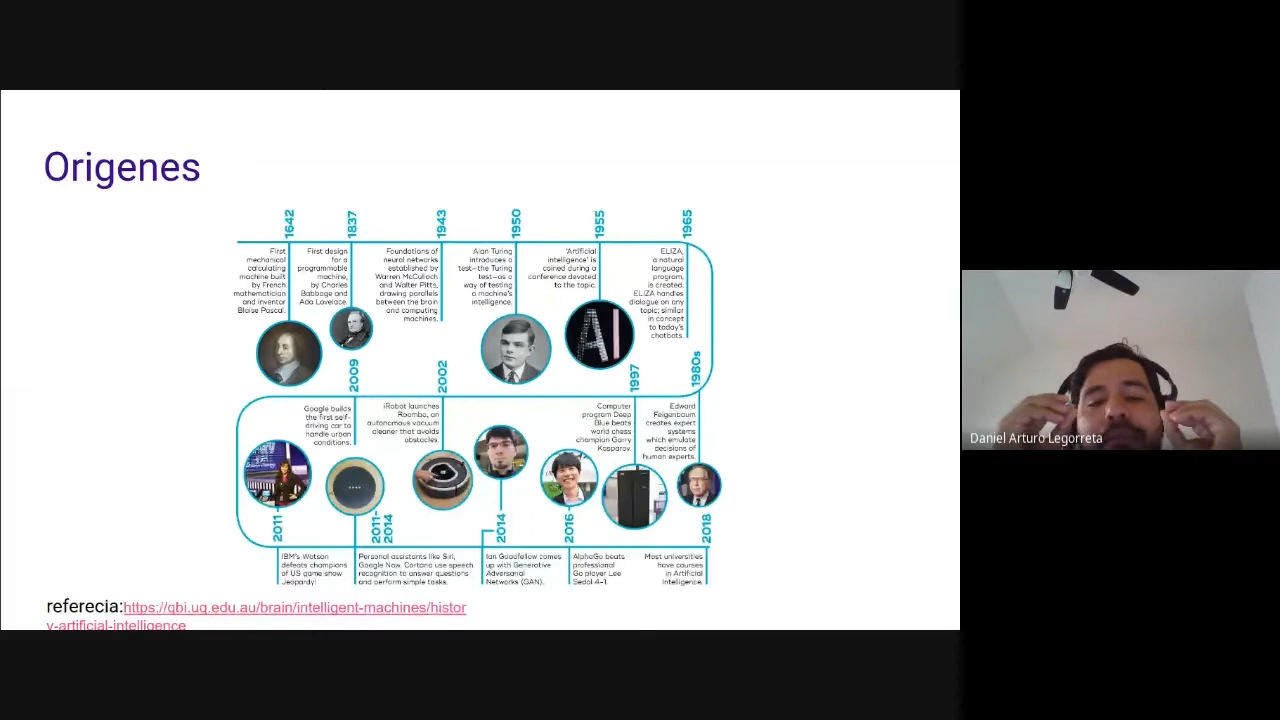 Origenes
1642
1837
1943
1950
1955
1965
First
mechanical
calculating
machine built
by French
mathematician
and inventor
Blaise Pascal.
First design
for a
programmable
machine,
by Charles
Babbage and
Ada Lovelace.
Foundations of
neural networks
established by
Warren McCulloch
and Walter Pitts,
drawing parallels
between the brain
and computing
machines.
Alan Turing
introduces a
test—the Turing
test—as a
way of testing
a machine's
intelligence.
'Artificial
intelligence' is
coined during a
conference devoted
to the topic.
ELIZA,
a natural
language
program,
is created.
ELIZA handles
dialogue on any
topic; similar
in concept
to today's
chatbots.
AI
2009
2002
1997
1980s
Google builds
the first self-
driving car to
handle urban
conditions.
iRobot launches
Roomba, an
autonomous vacuum
cleaner that avoids
obstacles.
Computer
program Deep
Blue beats
world chess
champion Garry
Kasparov.
Edward
Feigenbaum
creates expert
systems
which emulate
decisions of
human experts.
2011
2011-
2014
2014
2016
2018
IBM's Watson
defeats champions
of US game show
Jeopardy!
Personal assistants like Siri,
Google Now, Cortana use speech
recognition to answer questions
and perform simple tasks.
Ian Goodfellow comes
up with Generative
Adversarial
Networks (GAN).
AlphaGo beats
professional
Go player Lee
Sedol 4-1.
Most universities
have courses
in Artificial
Intelligence.
referecia:https://qbi.uq.edu.au/brain/intelligent-machines/histor
y-artificial-intelligence
Daniel Arturo Legorreta